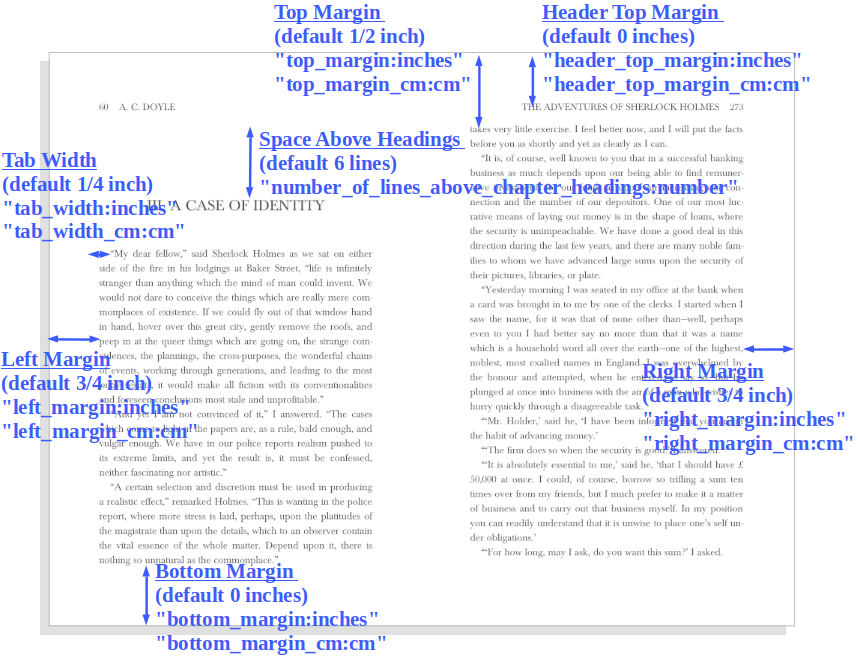 Top Margin
(default 1/2 inch)
"top_margin:inches"
"top_margin_cm:cm"
Header Top Margin
(default 0 inches)
"header_top_margin:inches"
"header_top_margin_cm:cm"
60 A. C. DOYLE
Space Above Headings
(default 6 lines)
"number_of_lines_above_chapter_headings:number"
Tab Width
(default 1/4 inch)
"tab_width:inches"
"tab_width_cm:cm"
III. A CASE OF IDENTITY
“My dear fellow,” said Sherlock Holmes as we sat on either
side of the fire in his lodgings at Baker Street, “life is infinitely
stranger than anything which the mind of man could invent. We
would not dare to conceive the things which are really mere com-
monplaces of existence. If we could fly out of that window hand
in hand, hover over this great city, gently remove the roofs, and
peep in at the queer things which are going on, the strange coin-
cidences, the plannings, the cross-purposes, the wonderful chains
of events, working through generations, and leading to the most
it would make all fiction with its conventionalities
and foreseen conclusions most stale and unprofitable.”
“And yet I am not convinced of it,” I answered. “The cases
which come to light in the papers are, as a rule, bald enough, and
vulgar enough. We have in our police reports realism pushed to
its extreme limits, and yet the result is, it must be confessed,
neither fascinating nor artistic.”
“A certain selection and discretion must be used in producing
a realistic effect,” remarked Holmes. “This is wanting in the police
report, where more stress is laid, perhaps, upon the platitudes of
the magistrate than upon the details, which to an observer contain
the vital essence of the whole matter. Depend upon it, there is
nothing so unnatural as the commonplace.”
Left Margin
(default 3/4 inch)
"left_margin:inches"
"left_margin_cm:cm"
Bottom Margin
(default 0 inches)
"bottom_margin:inches"
"bottom_margin_cm:cm"
THE ADVENTURES OF SHERLOCK HOLMES 273
takes very little exercise. I feel better now, and I will put the facts
before you as shortly and yet as clearly as I can.
“It is, of course, well known to you that in a successful banking
business as much depends upon our being able to find remuner-
con-
nection and the number of our depositors. One of our most luc-
rative means of laying out money is in the shape of loans, where
the security is unimpeachable. We have done a good deal in this
direction during the last few years, and there are many noble fam-
ilies to whom we have advanced large sums upon the security of
their pictures, libraries, or plate.
“Yesterday morning I was seated in my office at the bank when
a card was brought in to me by one of the clerks. I started when I
saw the name, for it was that of none other than—well, perhaps
even to you I had better say no more than that it was a name
which is a household word all over the earth—one of the highest,
noblest, most exalted names in England. I was overwhelmed by
the honour and attempted, when he
plunged at once into business with the air
hurry quickly through a disagreeable task.
“‘Mr. Holder,’ said he, ‘I have been
the habit of advancing money.’
“‘The firm does so when the security is good.’ I answered.
“‘It is absolutely essential to me,’ said he, ‘that I should have £
50,000 at once. I could, of course, borrow so trifling a sum ten
times over from my friends, but I much prefer to make it a matter
of business and to carry out that business myself. In my position
you can readily understand that it is unwise to place one’s self un-
der obligations.’
“‘For how long, may I ask, do you want this sum?’ I asked.
Right Margin
(default 3/4 inch)
"right_margin:inches"
"right_margin_cm:cm"